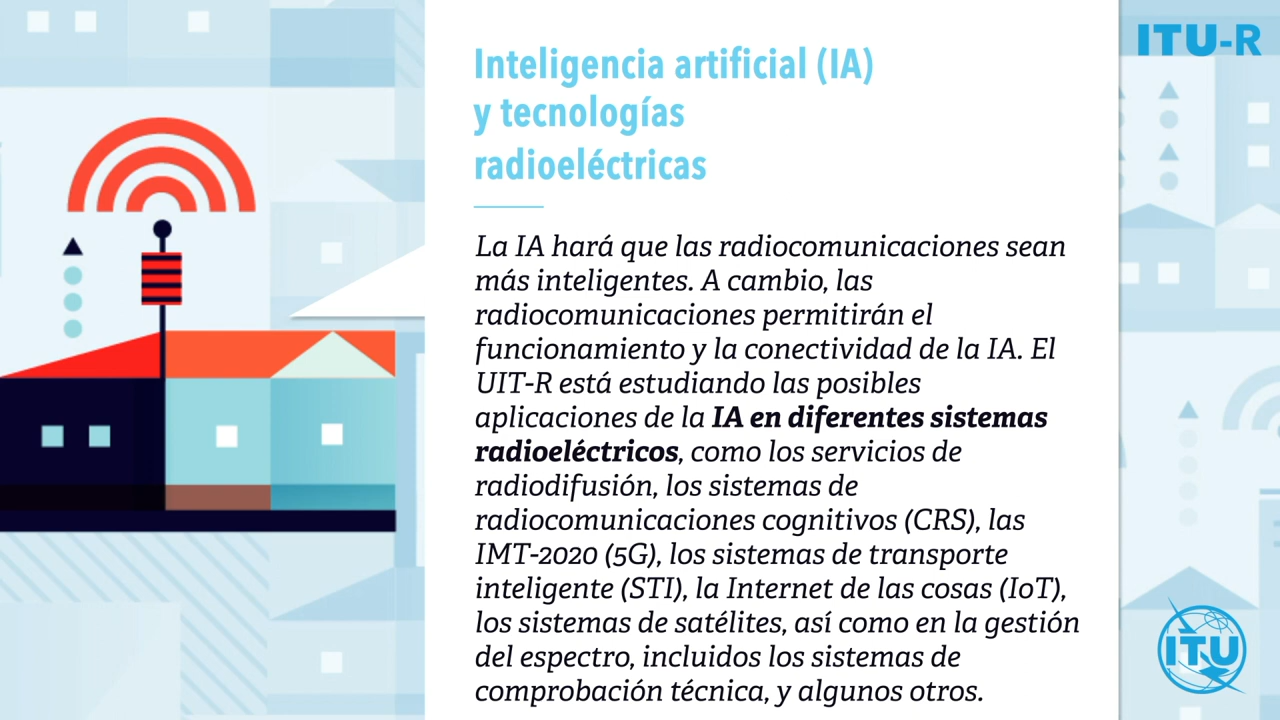 ITU-R
Inteligencia artificial (IA)
y tecnologías
radioeléctricas
La IA hará que las radiocomunicaciones sean
más inteligentes. A cambio, las
radiocomunicaciones permitirán el
funcionamiento y la conectividad de la IA. El
UIT-R está estudiando las posibles
aplicaciones de la IA en diferentes sistemas
radioeléctricos, como los servicios de
radiodifusión, los sistemas de
radiocomunicaciones cognitivos (CRS), las
IMT-2020 (5G), los sistemas de transporte
inteligente (STI), la Internet de las cosas (IoT),
los sistemas de satélites, así como en la gestión
del espectro, incluidos los sistemas de
comprobación técnica, y algunos otros.
ITU